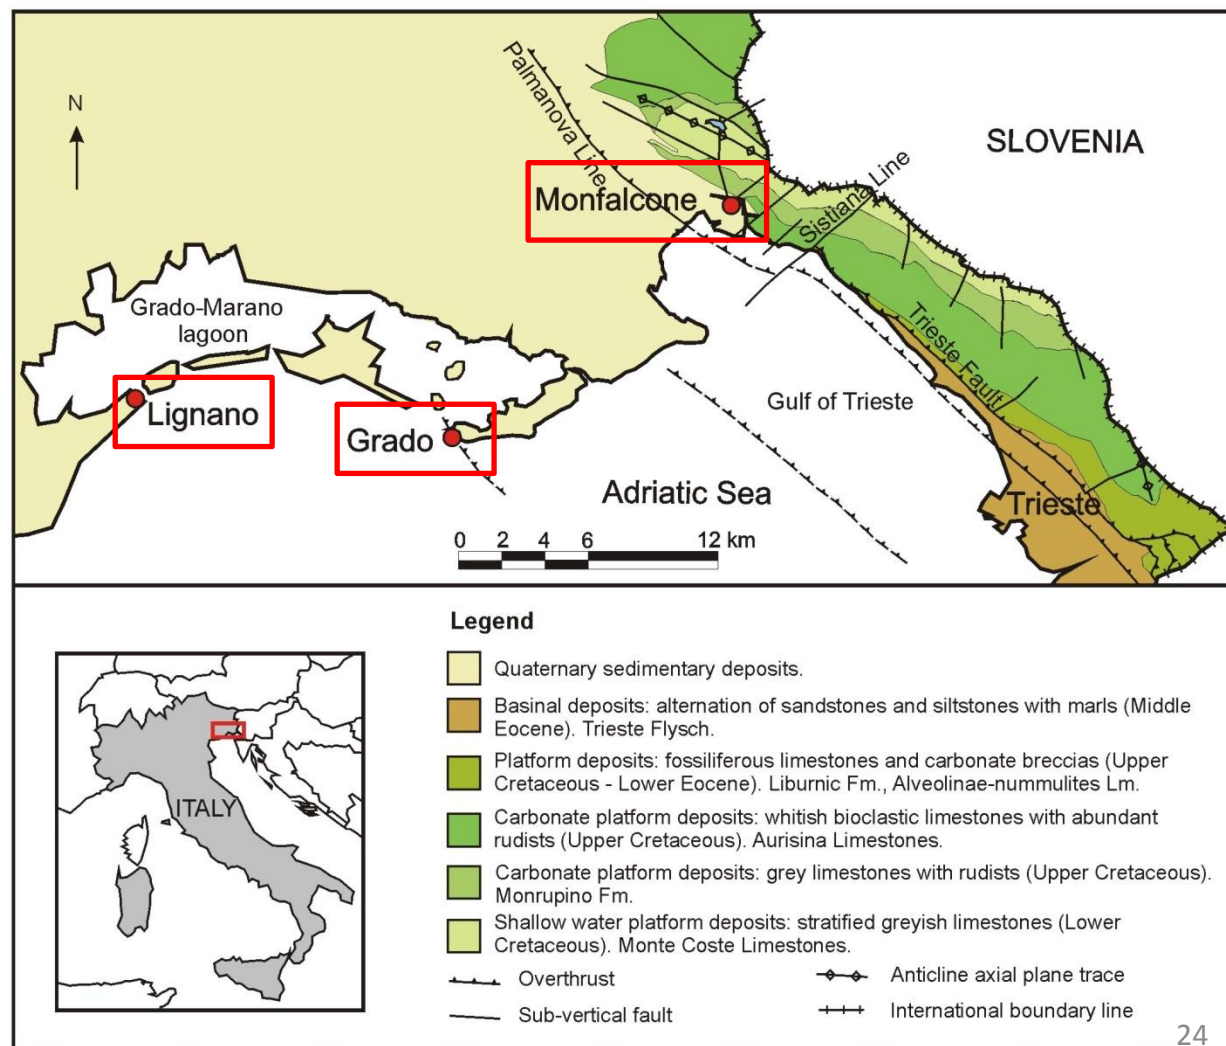 N
Palmanova Line
SLOVENIA
Monfalcone
Sistiana Line
Grado-Marano
lagoon
Trieste Fault
Lignano
Grado
Gulf of Trieste
Adriatic Sea
Trieste
0 2 4 6 12 km
Legend
Quaternary sedimentary deposits.
Basinal deposits: alternation of sandstones and siltstones with marls (Middle
Eocene). Trieste Flysch.
Platform deposits: fossiliferous limestones and carbonate breccias (Upper
Cretaceous - Lower Eocene). Liburnic Fm., Alveolinae-nummulites Lm.
Carbonate platform deposits: whitish bioclastic limestones with abundant
rudists (Upper Cretaceous). Aurisina Limestones.
Carbonate platform deposits: grey limestones with rudists (Upper Cretaceous).
Monrupino Fm.
Shallow water platform deposits: stratified greyish limestones (Lower
Cretaceous). Monte Coste Limestones.
Overthrust
Anticline axial plane trace
Sub-vertical fault
International boundary line
ITALY
24